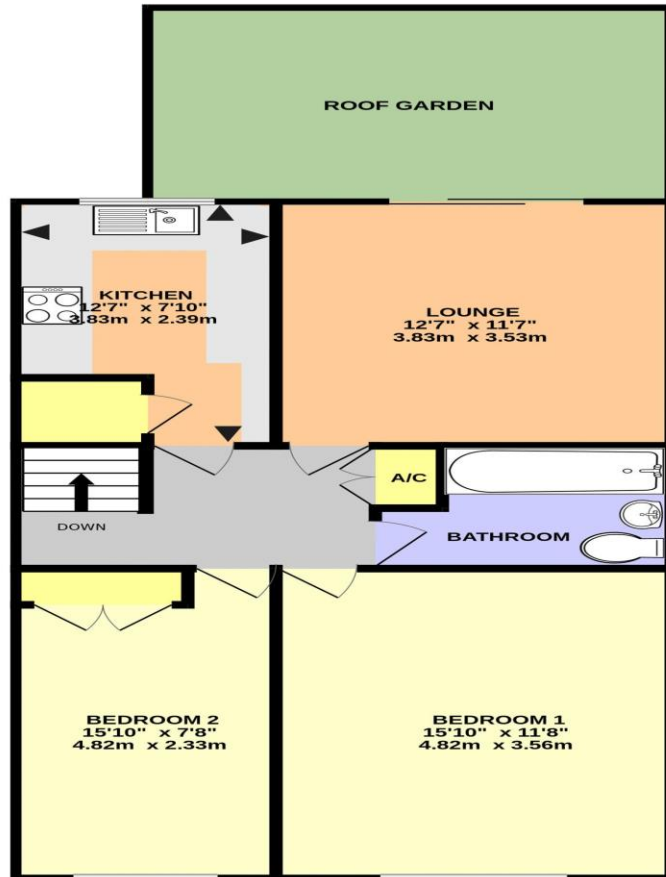 ROOF GARDEN
KITCHEN
12'7" x 7'10"
3.83m x 2.39m
LOUNGE
12'7" x 11'7"
3.83m x 3.53m
A/C
DOWN
BATHROOM
BEDROOM 2
15'10" x 7'8"
4.82m x 2.33m
BEDROOM 1
15'10" x 11'8"
4.82m x 3.56m